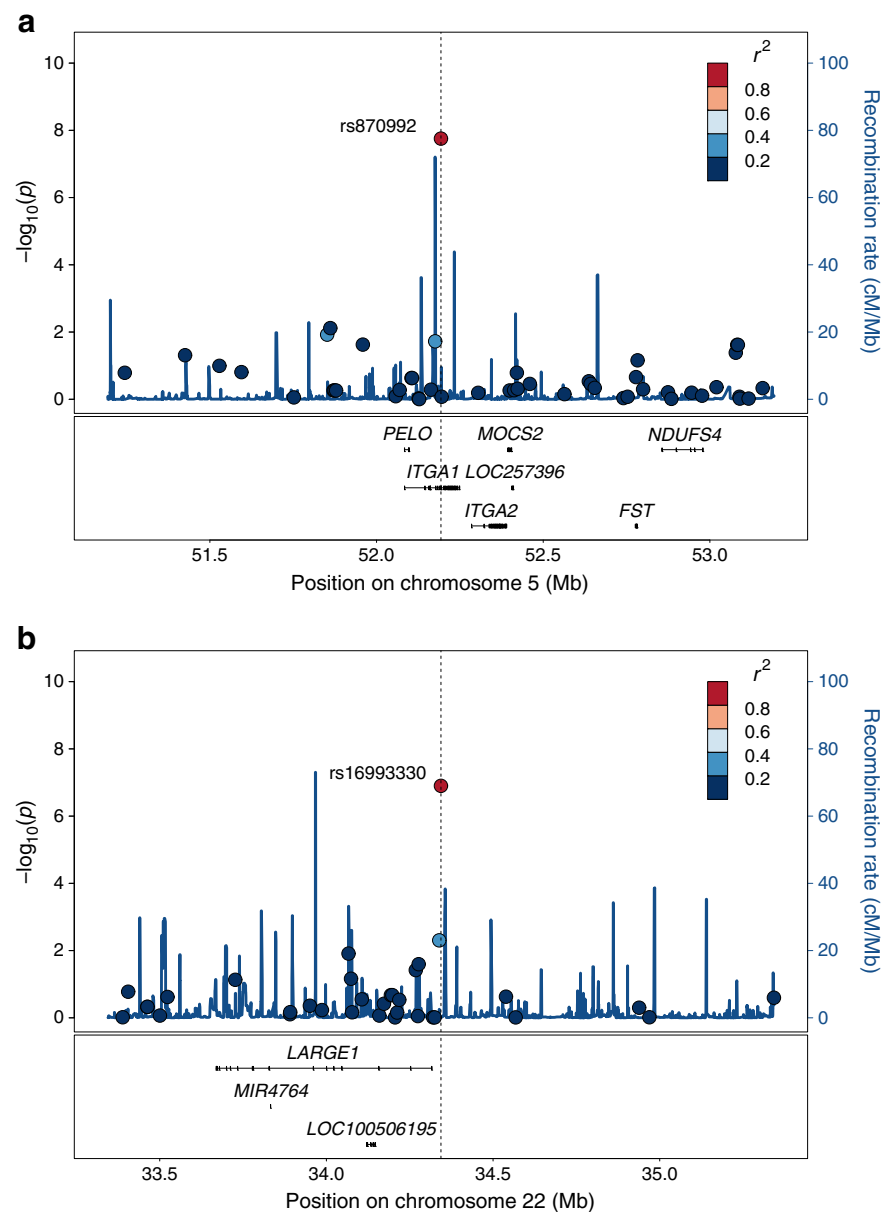 a
10
8
6
4
2
0
−log10(p)
rs870992
r²
0.8
0.6
0.4
0.2
100
80
60
40
20
0
Recombination rate (cM/Mb)
PELO MOCS2 NDUFS4
ITGA1 LOC257396
ITGA2 FST
51.5 52.0 52.5 53.0
Position on chromosome 5 (Mb)
b
10
8
6
4
2
0
−log10(p)
rs16993330
r²
0.8
0.6
0.4
0.2
100
80
60
40
20
0
Recombination rate (cM/Mb)
LARGE1
MIR4764
LOC100506195
33.5 34.0 34.5 35.0
Position on chromosome 22 (Mb)